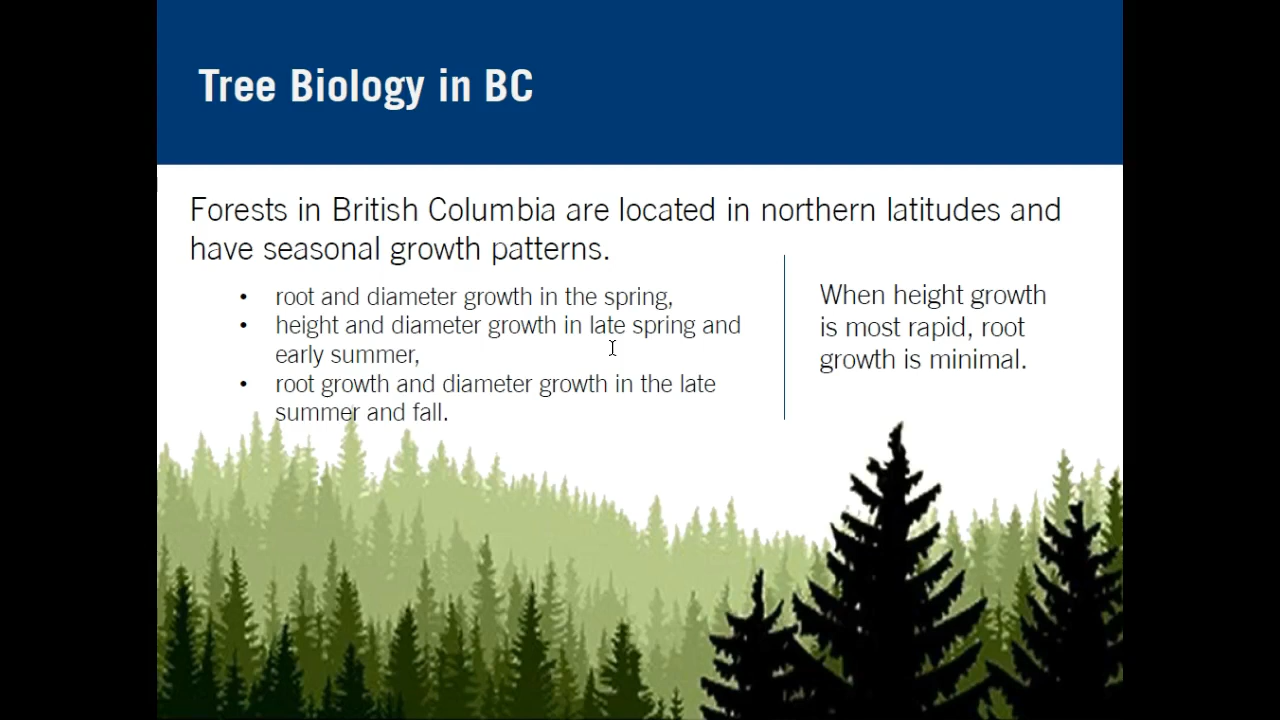 Tree Biology in BC
Forests in British Columbia are located in northern latitudes and
have seasonal growth patterns.
• root and diameter growth in the spring,
• height and diameter growth in late spring and
early summer,
• root growth and diameter growth in the late
summer and fall.
When height growth
is most rapid, root
growth is minimal.